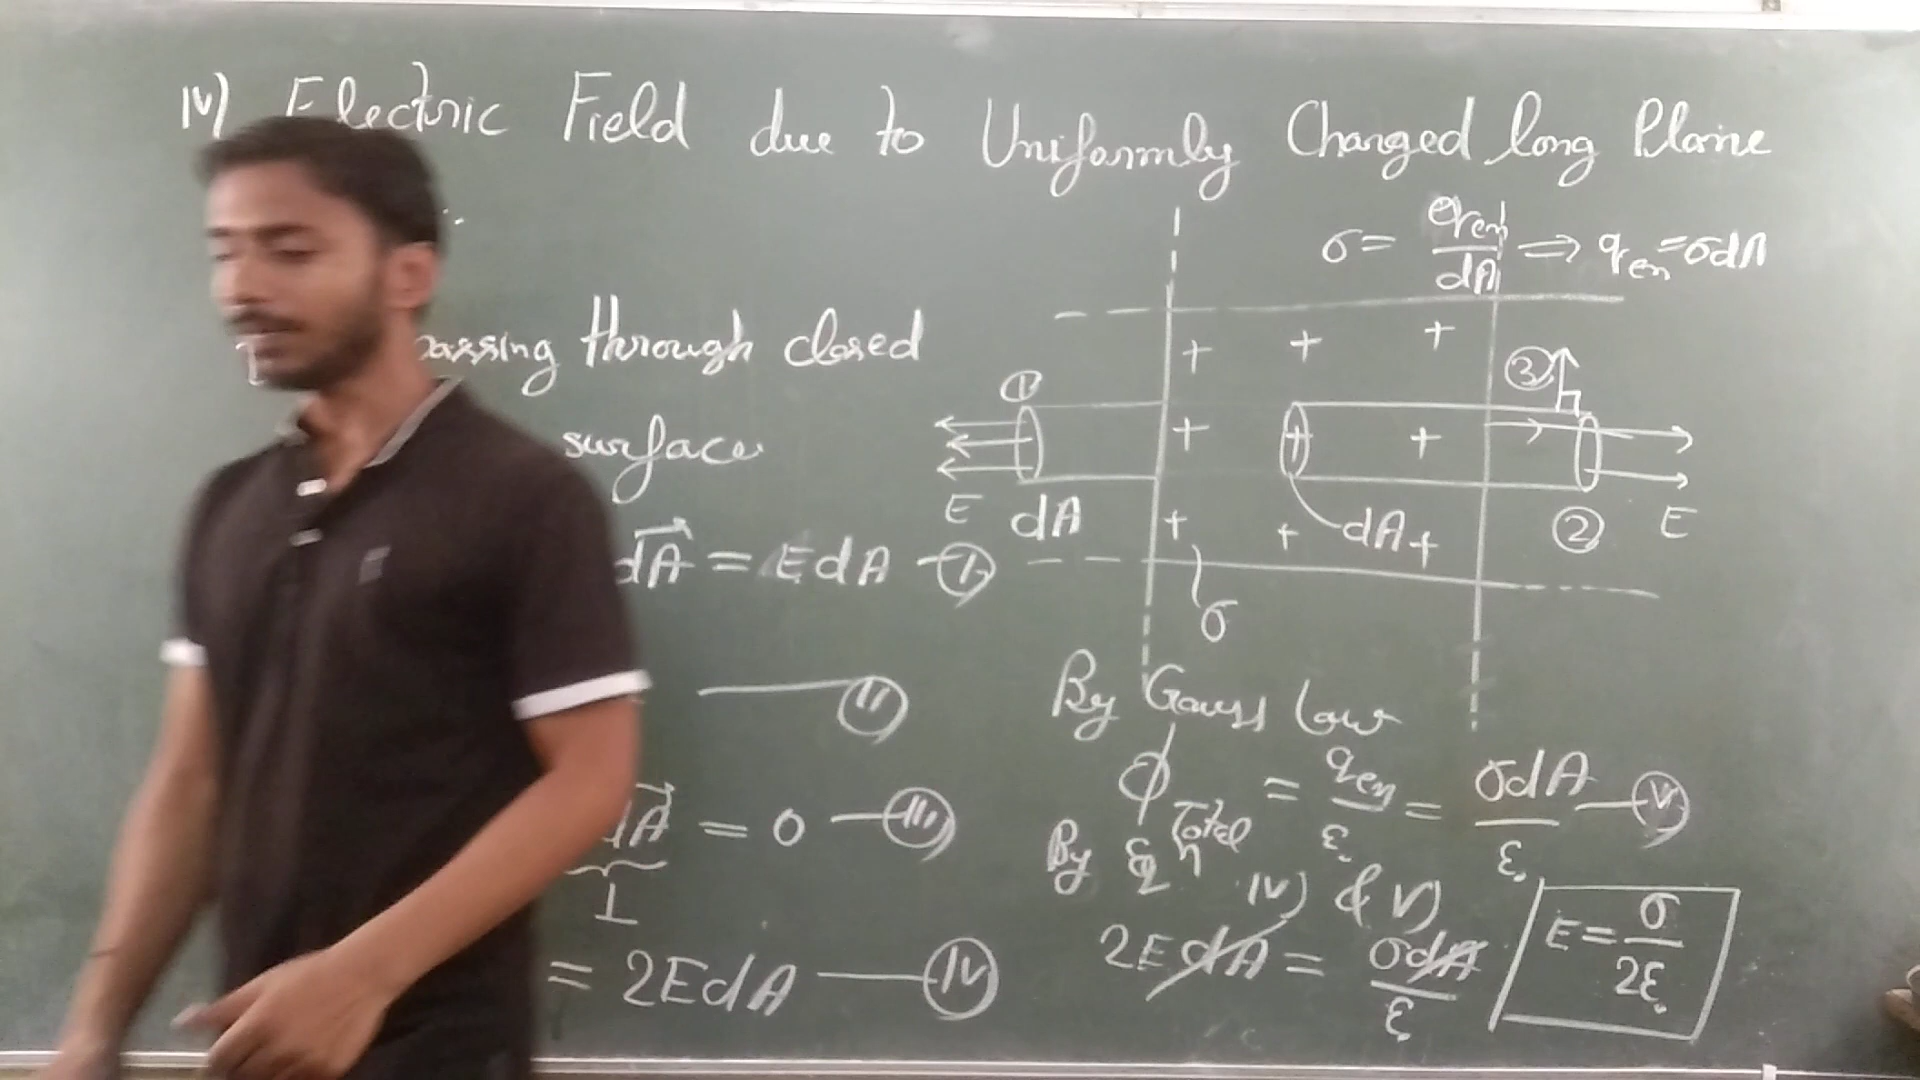 IV) Electric Field due to Uniformly Charged long Plane
σ = qen/dA ⇒ qen = σdA
passing through closed
surface
dA⃗ = EdA — (I)
— (II)
dA⃗ = 0 — (III)
⊥
= 2EdA — (IV)
+ + +
① ③
+ + + +
E dA dA ② E
+ + +
σ
By Gauss Law
ϕTotal = qen/ε₀ = σdA/ε₀ — (V)
By Eqn IV) & V)
2EdA = σdA/ε₀
E = σ/2ε₀